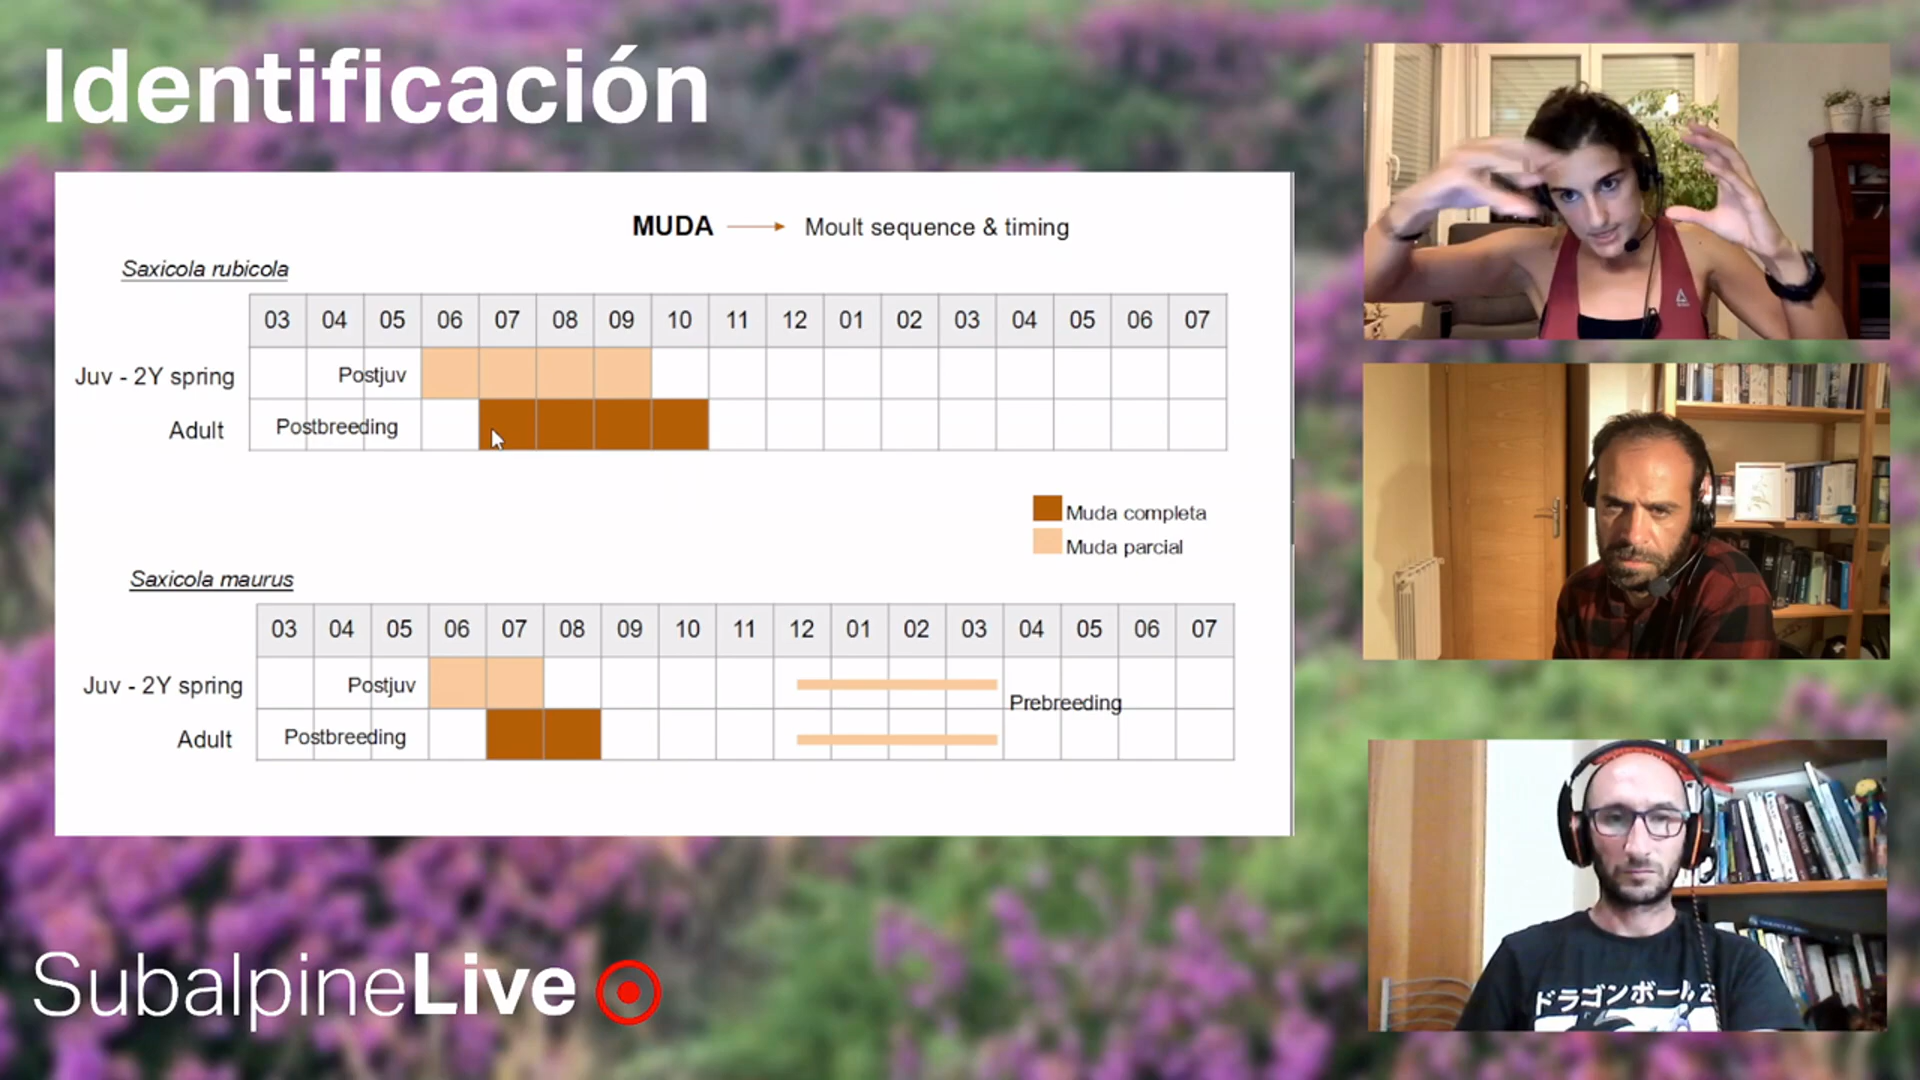 Identificación
MUDA → Moult sequence & timing
Saxicola rubicola
03 04 05 06 07 08 09 10 11 12 01 02 03 04 05 06 07
Juv - 2Y spring Postjuv
Adult Postbreeding
Muda completa
Muda parcial
Saxicola maurus
03 04 05 06 07 08 09 10 11 12 01 02 03 04 05 06 07
Juv - 2Y spring Postjuv
Prebreeding
Adult Postbreeding
SubalpineLive
ドラゴンボール Z